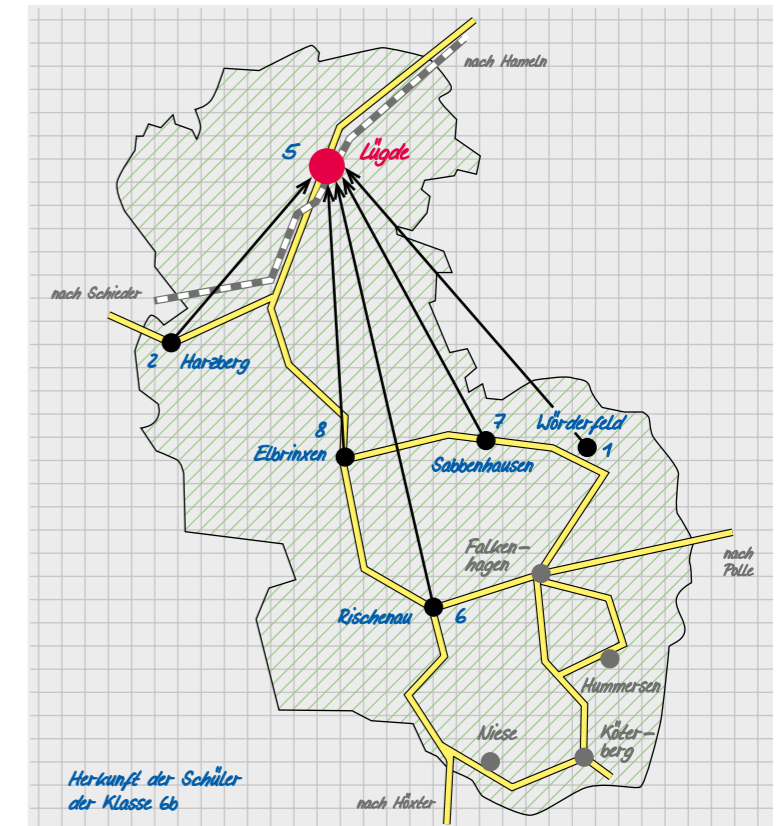 nach Hameln
5 Lügde
nach Schieder
2 Harzberg
7
Wörderfeld
8
Elbrinxen
1
Sabbenhausen
Falken-
hagen
nach
Polle
Rischenau 6
Hummersen
Niese
Köter-
berg
Herkunft der Schüler
der Klasse 6b
nach Höxter